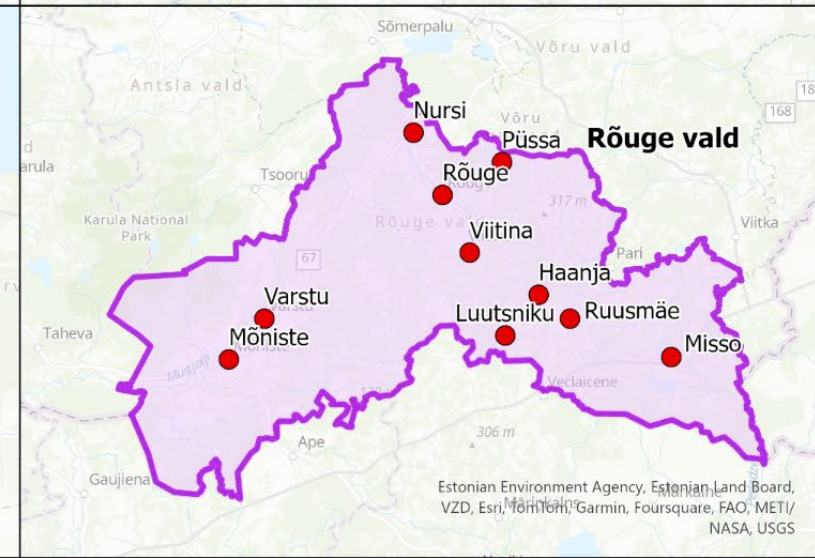 Sõmerpalu
Võru vald
Antsla vald
18
168
Nursi
Võru
Püssa
Rõuge vald
arula
Tsooru
Rõuge
317 m
Karula National
Park
Rõuge vald
Viitka
Viitina
Pari
67
Haanja
Varstu
Luutsniku
Ruusmäe
Taheva
Mõniste
Misso
Veclaicene
Ape
306 m
Gaujiena
Estonian Environment Agency, Estonian Land Board,
VZD, Esri, TomTom, Garmin, Foursquare, FAO, METI/
NASA, USGS